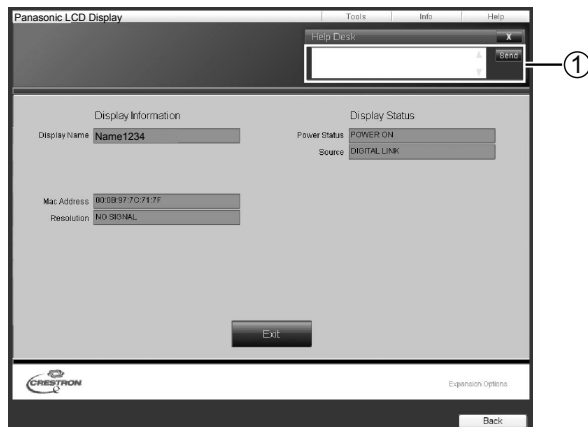 Panasonic LCD Display
Tools Info Help
Help Desk X
Send
①
Display Information Display Status
Display Name Name1234 Power Status POWER ON
Source DIGITAL LINK
Mac Address 80:0B:97:7C:71:7F
Resolution NO SIGNAL
Exit
CRESTRON Expansion Options
Back